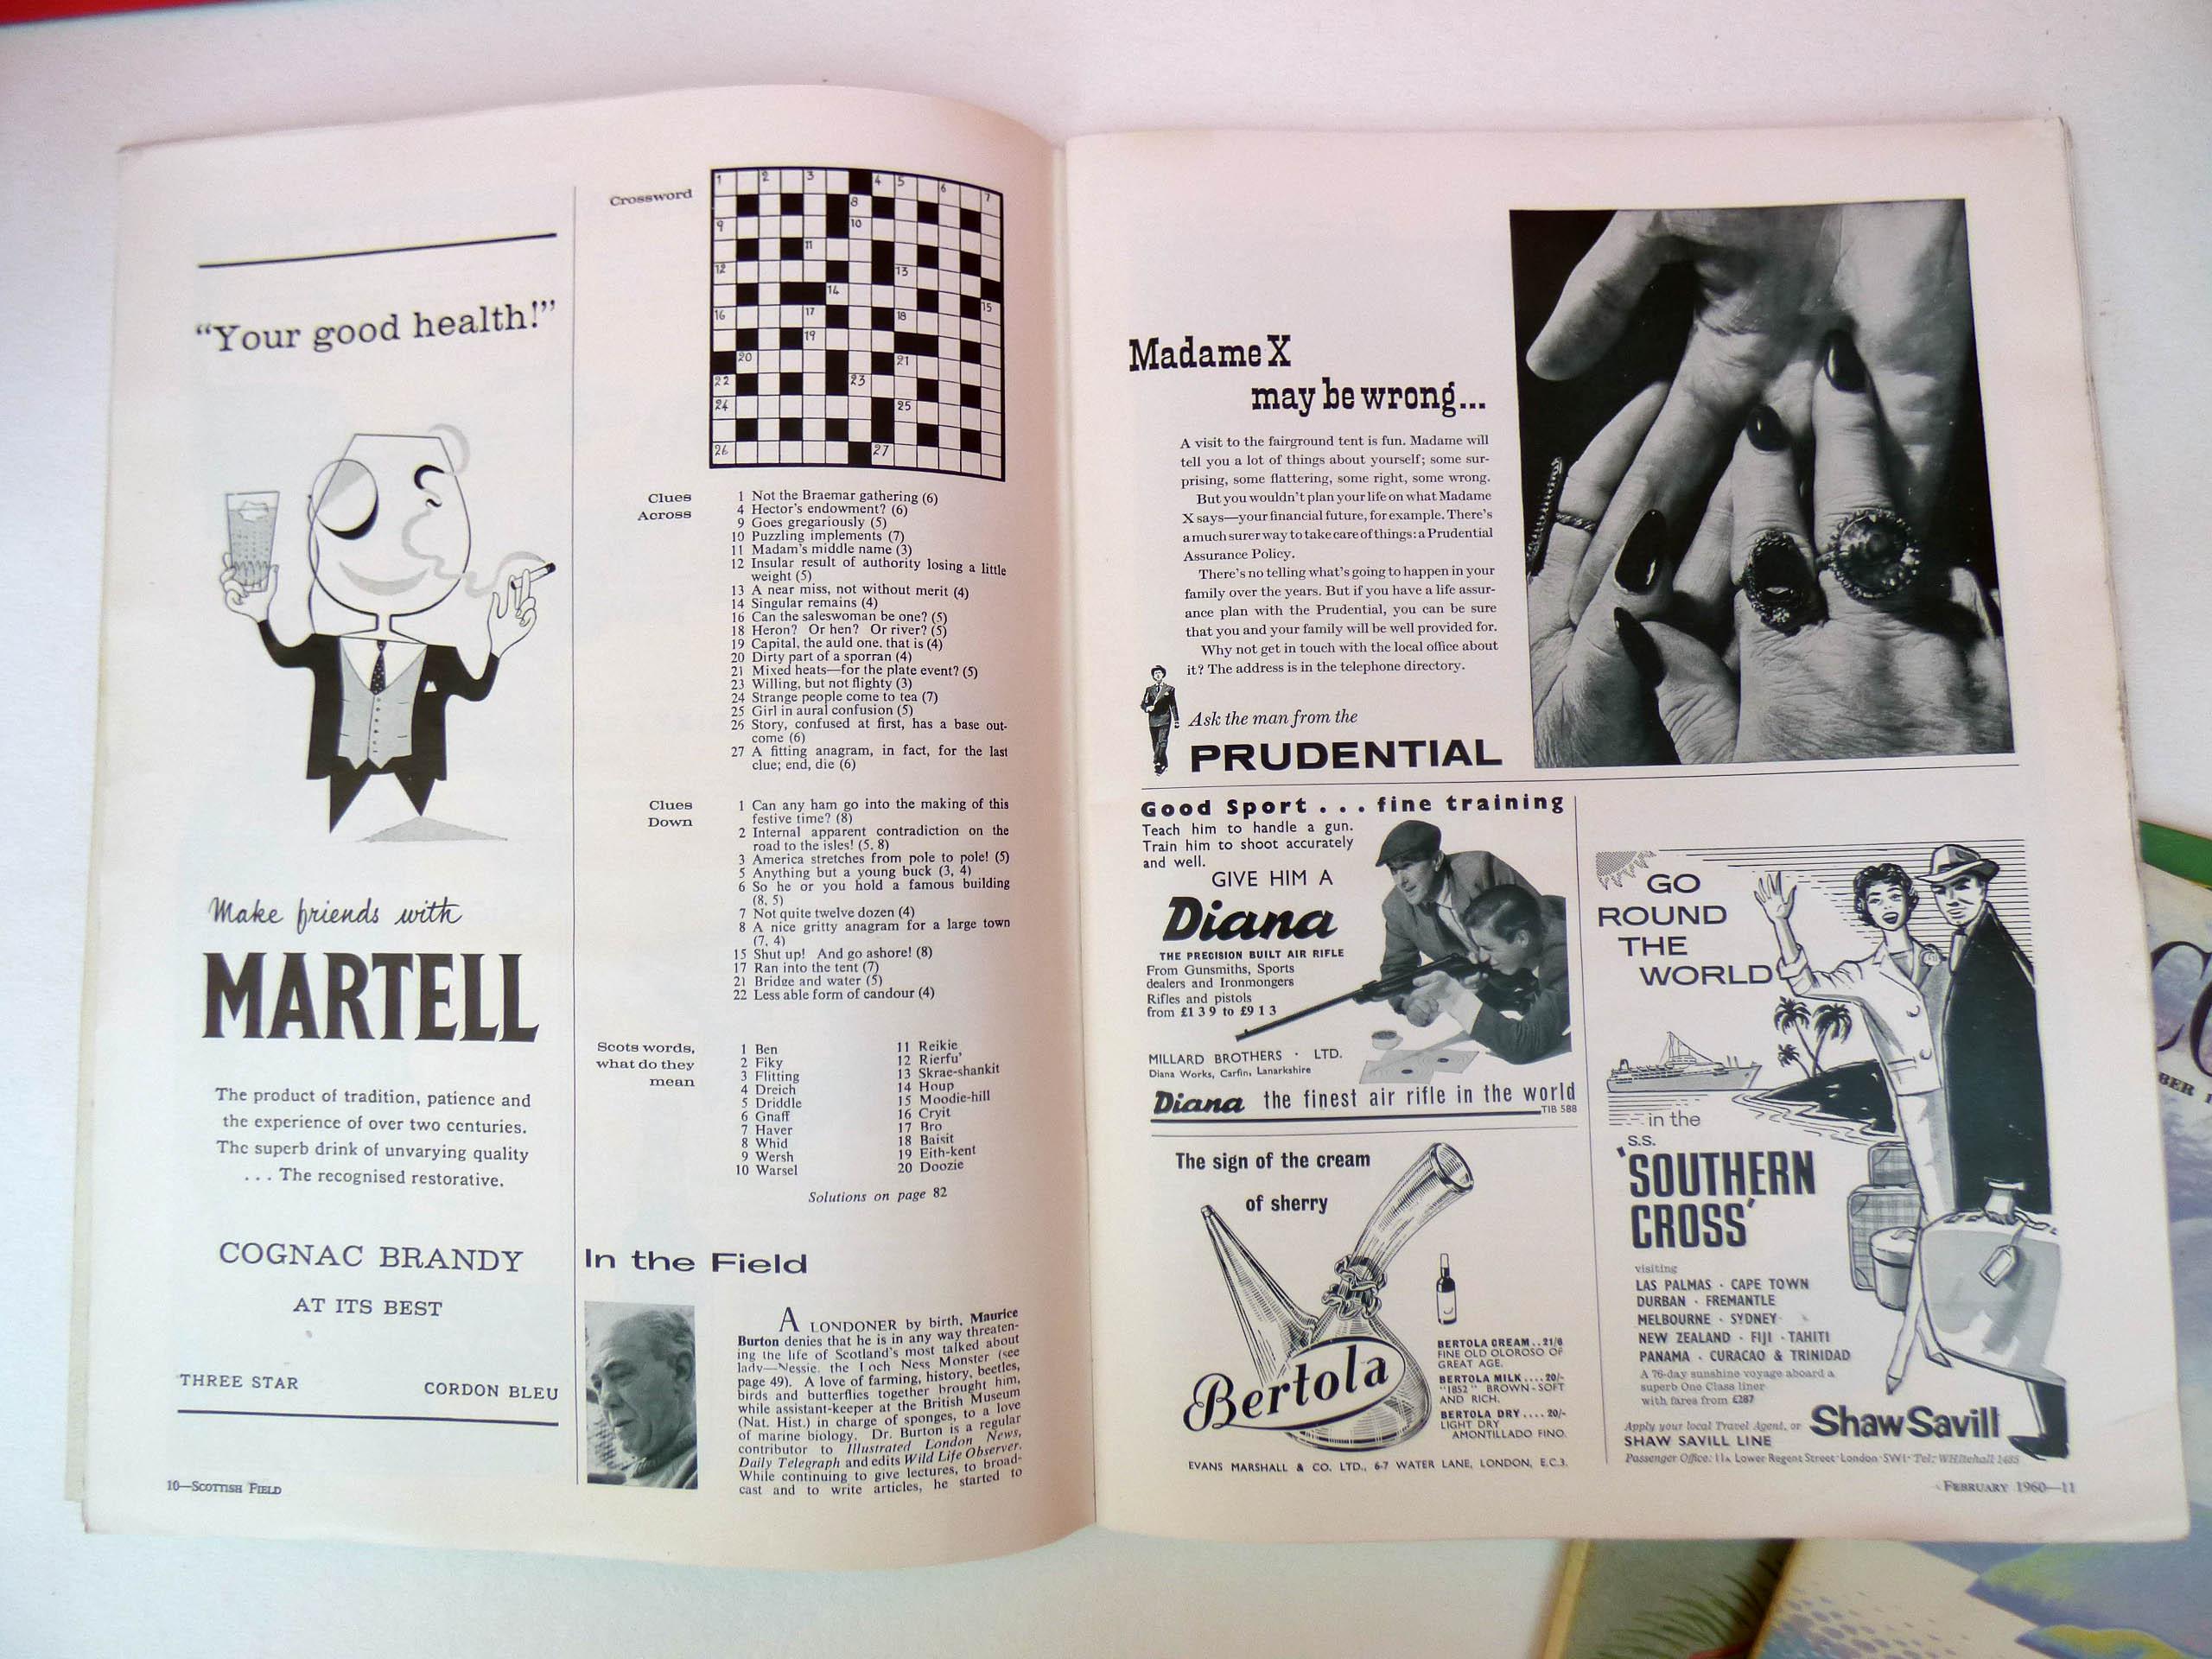 "Your good health!"
Make friends with
MARTELL
The product of tradition, patience and
the experience of over two centuries.
The superb drink of unvarying quality
. . . The recognised restorative.
COGNAC BRANDY
AT ITS BEST
THREE STAR
CORDON BLEU
10—SCOTTISH FIELD
Crossword
1 2 3 4 5 6 7
8
9 10
11
12 13
14
15
16 17 18
19
20 21
22 23
24 25
26 27
Clues
Across
1 Not the Braemar gathering (6)
4 Hector's endowment? (6)
9 Goes gregariously (5)
10 Puzzling implements (7)
11 Madam's middle name (3)
12 Insular result of authority losing a little
weight (5)
13 A near miss, not without merit (4)
14 Singular remains (4)
16 Can the saleswoman be one? (5)
18 Heron? Or hen? Or river? (5)
19 Capital, the auld one. that is (4)
20 Dirty part of a sporran (4)
21 Mixed heats—for the plate event? (5)
23 Willing, but not flighty (3)
24 Strange people come to tea (7)
25 Girl in aural confusion (5)
26 Story, confused at first, has a base out-
come (6)
27 A fitting anagram, in fact, for the last
clue; end, die (6)
Clues
Down
1 Can any ham go into the making of this
festive time? (8)
2 Internal apparent contradiction on the
road to the isles! (5, 8)
3 America stretches from pole to pole! (5)
5 Anything but a young buck (3, 4)
6 So he or you hold a famous building
(8, 5)
7 Not quite twelve dozen (4)
8 A nice gritty anagram for a large town
(7, 4)
15 Shut up! And go ashore! (8)
17 Ran into the tent (7)
21 Bridge and water (5)
22 Less able form of candour (4)
Scots words,
what do they
mean
1 Ben
2 Fiky
3 Flitting
4 Dreich
5 Driddle
6 Gnaff
7 Haver
8 Whid
9 Wersh
10 Warsel
11 Reikie
12 Rierfu'
13 Skrae-shankit
14 Houp
15 Moodie-hill
16 Cryit
17 Bro
18 Baisit
19 Eith-kent
20 Doozie
Solutions on page 82
In the Field
A LONDONER by birth, Maurice
Burton denies that he is in any way threaten-
ing the life of Scotland's most talked about
lady—Nessie, the Loch Ness Monster (see
page 49). A love of farming, history, beetles,
birds and butterflies together brought him,
while assistant-keeper at the British Museum
(Nat. Hist.) in charge of sponges, to a love
of marine biology. Dr. Burton is a regular
contributor to Illustrated London News,
Daily Telegraph and edits Wild Life Observer.
While continuing to give lectures, to broad-
cast and to write articles, he started to
Madame X
may be wrong...
A visit to the fairground tent is fun. Madame will
tell you a lot of things about yourself; some sur-
prising, some flattering, some right, some wrong.
But you wouldn't plan your life on what Madame
X says—your financial future, for example. There's
a much surer way to take care of things: a Prudential
Assurance Policy.
There's no telling what's going to happen in your
family over the years. But if you have a life assur-
ance plan with the Prudential, you can be sure
that you and your family will be well provided for.
Why not get in touch with the local office about
it? The address is in the telephone directory.
Ask the man from the
PRUDENTIAL
Good Sport . . . fine training
Teach him to handle a gun.
Train him to shoot accurately
and well.
GIVE HIM A
Diana
THE PRECISION BUILT AIR RIFLE
From Gunsmiths, Sports
dealers and Ironmongers
Rifles and pistols
from £1 3 9 to £9 1 3
MILLARD BROTHERS · LTD.
Diana Works, Carfin, Lanarkshire
Diana the finest air rifle in the world
TIB 588
The sign of the cream
of sherry
Bertola
BERTOLA CREAM . . 21/6
FINE OLD OLOROSO OF
GREAT AGE.
BERTOLA MILK . . . . 20/-
"1852" BROWN - SOFT
AND RICH.
BERTOLA DRY . . . . 20/-
LIGHT DRY
AMONTILLADO FINO.
EVANS MARSHALL & CO. LTD., 6-7 WATER LANE, LONDON, E.C.3.
GO
ROUND
THE
WORLD
in the
S.S.
'SOUTHERN
CROSS'
visiting
LAS PALMAS · CAPE TOWN
DURBAN · FREMANTLE
MELBOURNE · SYDNEY
NEW ZEALAND · FIJI · TAHITI
PANAMA · CURACAO & TRINIDAD
A 76-day sunshine voyage aboard a
superb One Class liner
with fares from £287
Apply your local Travel Agent, or
SHAW SAVILL LINE
Shaw Savill
Passenger Office: 11A Lower Regent Street · London · SW1 · Tel: WHItehall 1485
FEBRUARY 1960—11